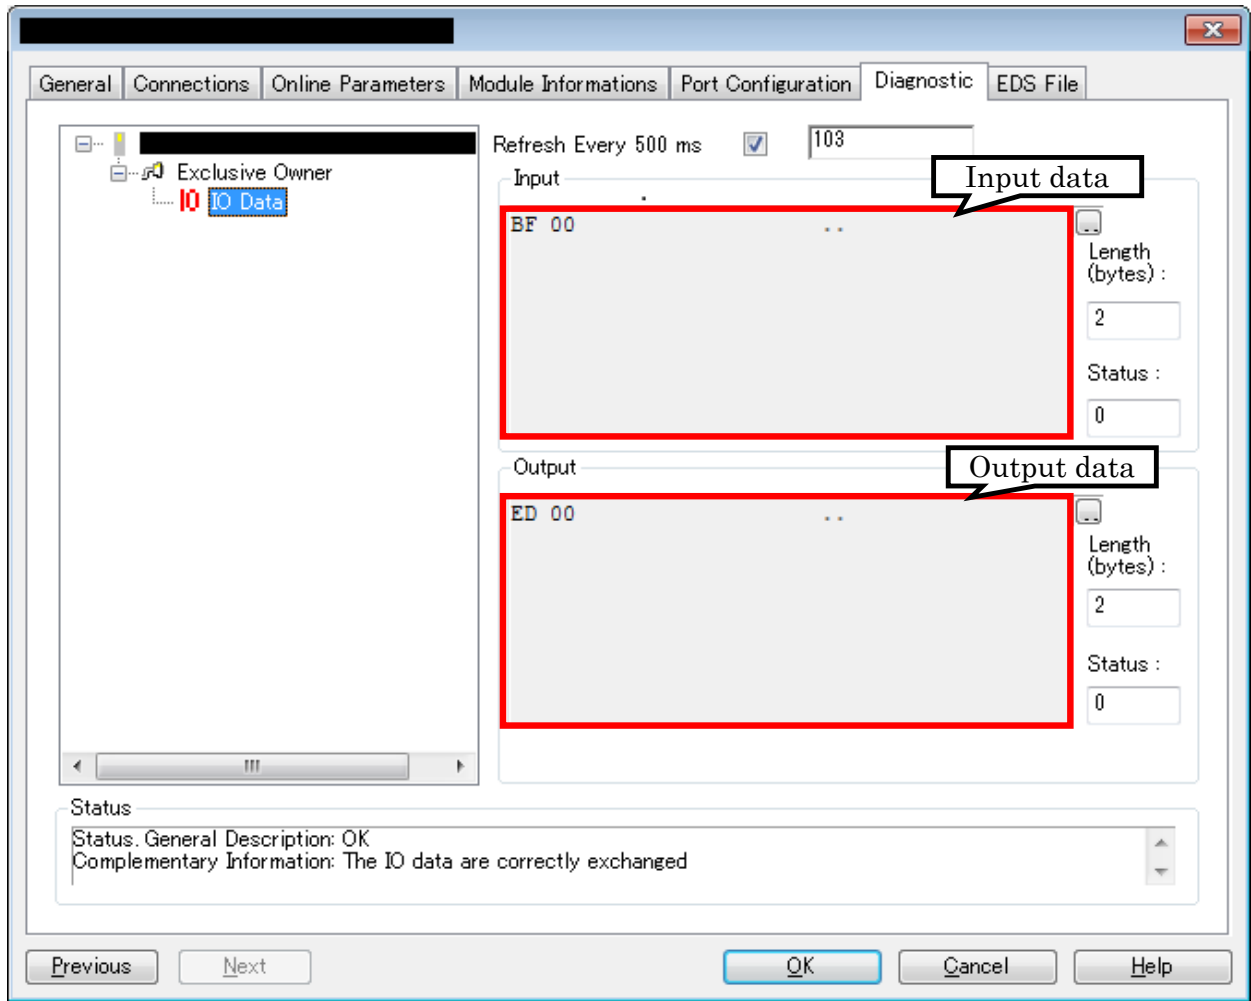 General Connections Online Parameters Module Informations Port Configuration Diagnostic EDS File
Refresh Every 500 ms 103
Exclusive Owner
IO Data
Input
Input data
BF 00 ..
..
Length
(bytes) :
2
Status :
0
Output
Output data
ED 00 ..
..
Length
(bytes) :
2
Status :
0
Status
Status. General Description: OK
Complementary Information: The IO data are correctly exchanged
Previous Next OK Cancel Help